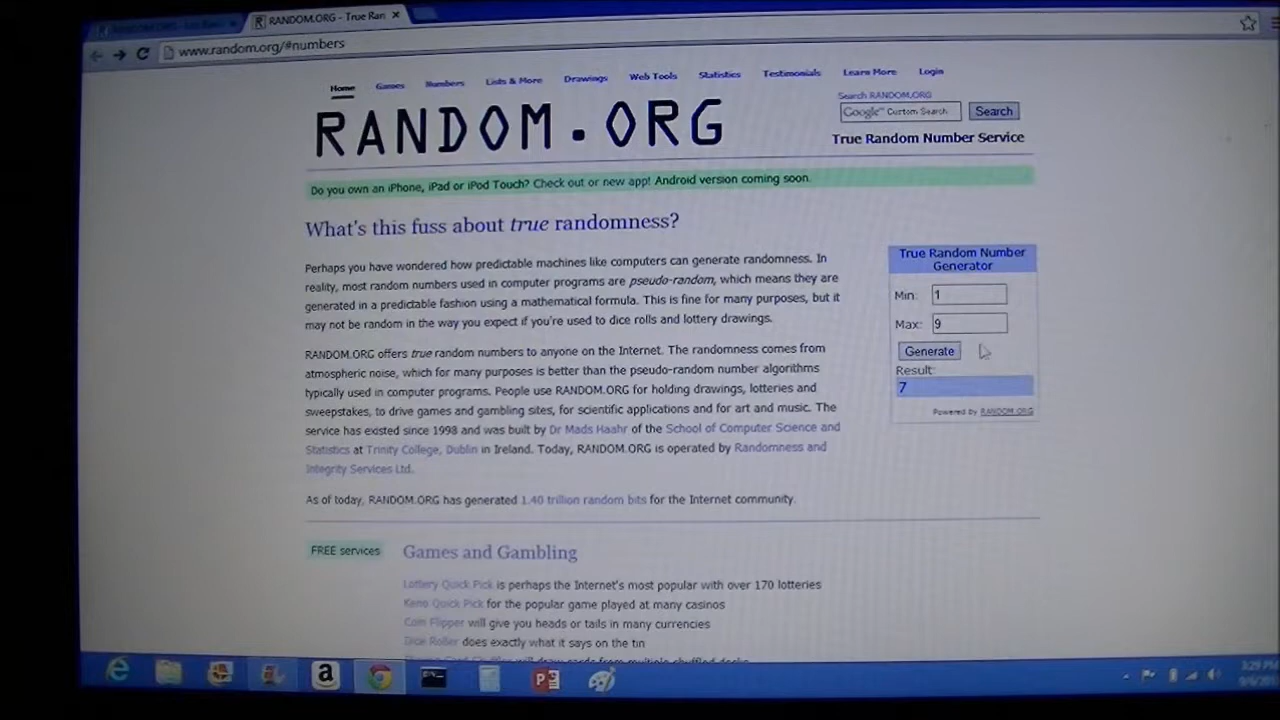 RANDOM.ORG - True Ran
www.random.org/#numbers
Home Games Numbers Lists & More Drawings Web Tools Statistics Testimonials Learn More Login
Search RANDOM.ORG
Google™ Custom Search Search
RANDOM.ORG
True Random Number Service
Do you own an iPhone, iPad or iPod Touch? Check out or new app! Android version coming soon.
What's this fuss about true randomness?
Perhaps you have wondered how predictable machines like computers can generate randomness. In
reality, most random numbers used in computer programs are pseudo-random, which means they are
generated in a predictable fashion using a mathematical formula. This is fine for many purposes, but it
may not be random in the way you expect if you're used to dice rolls and lottery drawings.
RANDOM.ORG offers true random numbers to anyone on the Internet. The randomness comes from
atmospheric noise, which for many purposes is better than the pseudo-random number algorithms
typically used in computer programs. People use RANDOM.ORG for holding drawings, lotteries and
sweepstakes, to drive games and gambling sites, for scientific applications and for art and music. The
service has existed since 1998 and was built by Dr Mads Haahr of the School of Computer Science and
Statistics at Trinity College, Dublin in Ireland. Today, RANDOM.ORG is operated by Randomness and
Integrity Services Ltd.
As of today, RANDOM.ORG has generated 1.40 trillion random bits for the Internet community.
True Random Number
Generator
Min: 1
Max: 9
Generate
Result:
7
Powered by RANDOM.ORG
FREE services
Games and Gambling
Lottery Quick Pick is perhaps the Internet's most popular with over 170 lotteries
Keno Quick Pick for the popular game played at many casinos
Coin Flipper will give you heads or tails in many currencies
Dice Roller does exactly what it says on the tin
3:29 PM